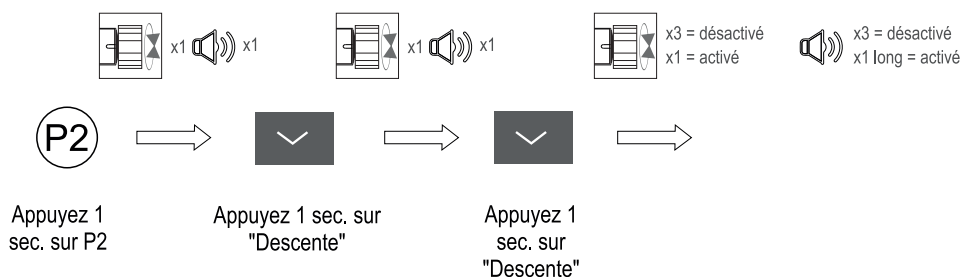 x1 x1
x1 x1
x3 = désactivé
x1 = activé
x3 = désactivé
x1 long = activé
P2
Appuyez 1
sec. sur P2
Appuyez 1 sec. sur
"Descente"
Appuyez 1
sec. sur
"Descente"